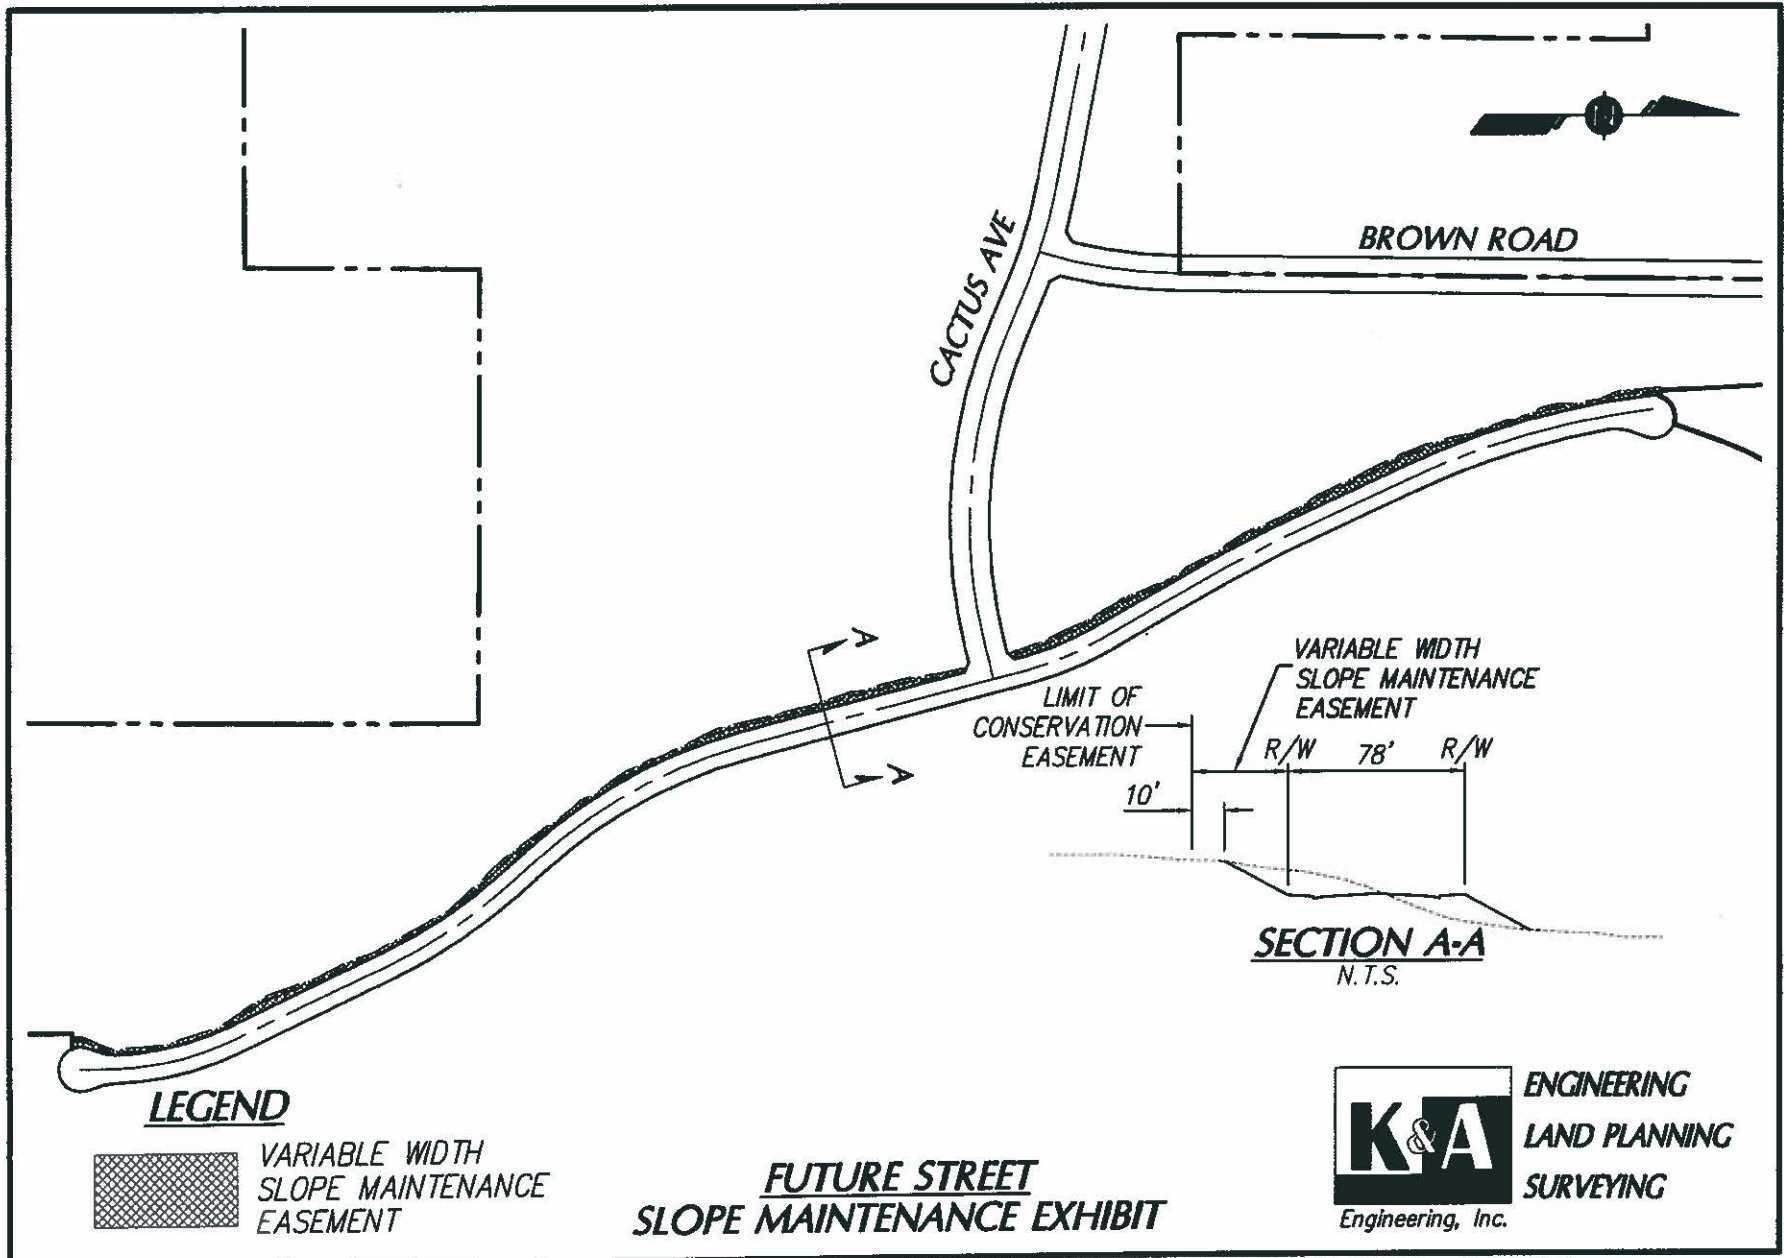 BROWN ROAD
CACTUS AVE
A
A
VARIABLE WIDTH
SLOPE MAINTENANCE
EASEMENT
LIMIT OF
CONSERVATION
EASEMENT
R/W
78'
R/W
10'
SECTION A-A
N.T.S.
LEGEND
VARIABLE WIDTH
SLOPE MAINTENANCE
EASEMENT
FUTURE STREET
SLOPE MAINTENANCE EXHIBIT
K&A
Engineering, Inc.
ENGINEERING
LAND PLANNING
SURVEYING